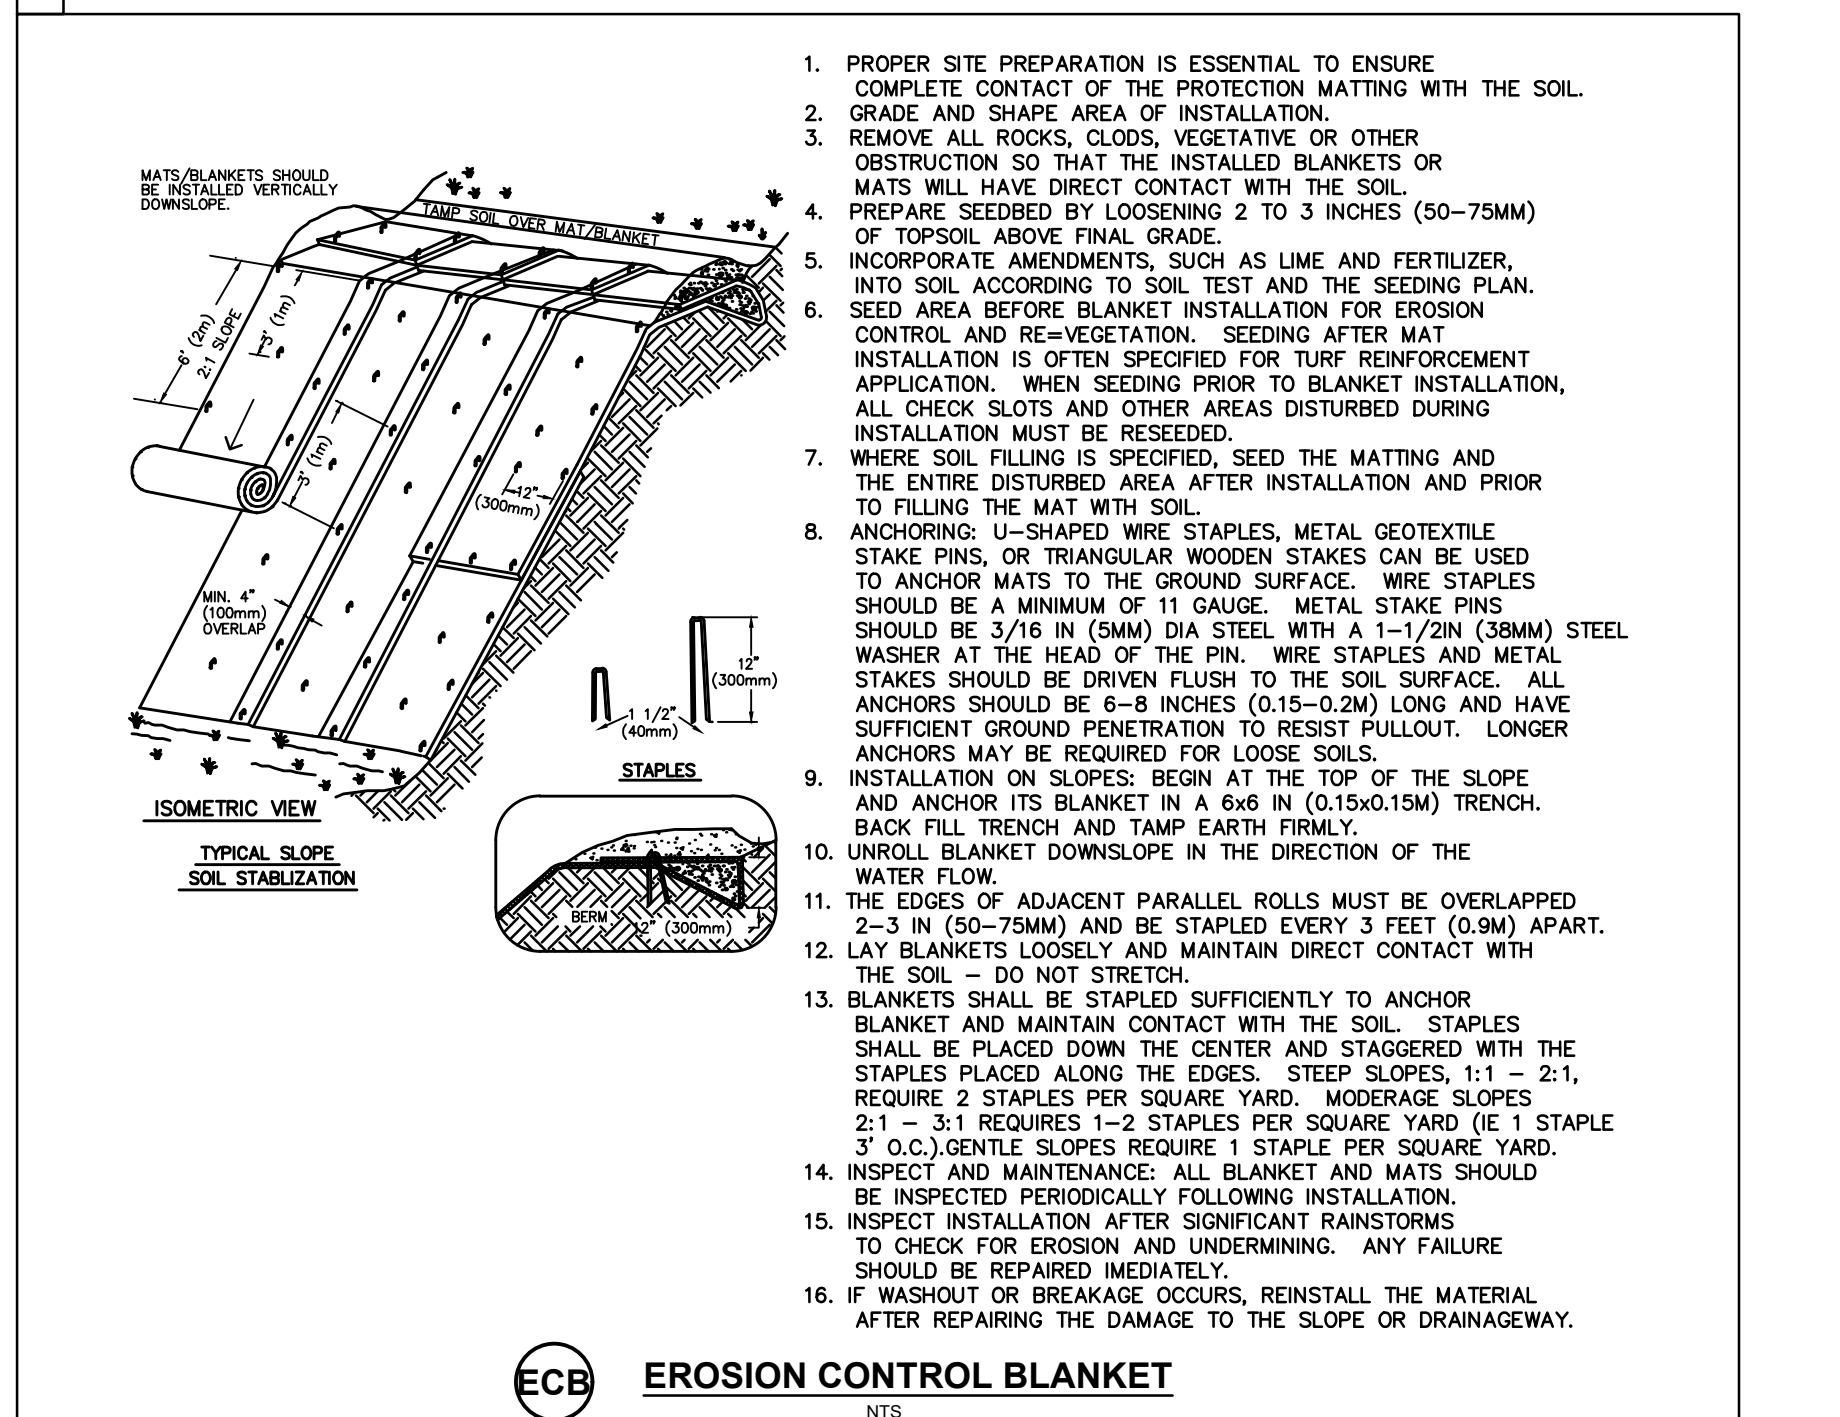 MATS/BLANKETS SHOULD
BE INSTALLED VERTICALLY
DOWNSLOPE.
TAMP SOIL OVER MAT/BLANKET
6' (2m)
2:1 SLOPE
3' (1m)
3' (1m)
12"
(300mm)
MIN. 4"
(100mm)
OVERLAP
12"
(300mm)
1 1/2"
(40mm)
STAPLES
ISOMETRIC VIEW
TYPICAL SLOPE
SOIL STABLIZATION
BERM
12" (300mm)
1. PROPER SITE PREPARATION IS ESSENTIAL TO ENSURE
COMPLETE CONTACT OF THE PROTECTION MATTING WITH THE SOIL.
2. GRADE AND SHAPE AREA OF INSTALLATION.
3. REMOVE ALL ROCKS, CLODS, VEGETATIVE OR OTHER
OBSTRUCTION SO THAT THE INSTALLED BLANKETS OR
MATS WILL HAVE DIRECT CONTACT WITH THE SOIL.
4. PREPARE SEEDBED BY LOOSENING 2 TO 3 INCHES (50-75MM)
OF TOPSOIL ABOVE FINAL GRADE.
5. INCORPORATE AMENDMENTS, SUCH AS LIME AND FERTILIZER,
INTO SOIL ACCORDING TO SOIL TEST AND THE SEEDING PLAN.
6. SEED AREA BEFORE BLANKET INSTALLATION FOR EROSION
CONTROL AND RE=VEGETATION. SEEDING AFTER MAT
INSTALLATION IS OFTEN SPECIFIED FOR TURF REINFORCEMENT
APPLICATION. WHEN SEEDING PRIOR TO BLANKET INSTALLATION,
ALL CHECK SLOTS AND OTHER AREAS DISTURBED DURING
INSTALLATION MUST BE RESEEDED.
7. WHERE SOIL FILLING IS SPECIFIED, SEED THE MATTING AND
THE ENTIRE DISTURBED AREA AFTER INSTALLATION AND PRIOR
TO FILLING THE MAT WITH SOIL.
8. ANCHORING: U-SHAPED WIRE STAPLES, METAL GEOTEXTILE
STAKE PINS, OR TRIANGULAR WOODEN STAKES CAN BE USED
TO ANCHOR MATS TO THE GROUND SURFACE. WIRE STAPLES
SHOULD BE A MINIMUM OF 11 GAUGE. METAL STAKE PINS
SHOULD BE 3/16 IN (5MM) DIA STEEL WITH A 1-1/2IN (38MM) STEEL
WASHER AT THE HEAD OF THE PIN. WIRE STAPLES AND METAL
STAKES SHOULD BE DRIVEN FLUSH TO THE SOIL SURFACE. ALL
ANCHORS SHOULD BE 6-8 INCHES (0.15-0.2M) LONG AND HAVE
SUFFICIENT GROUND PENETRATION TO RESIST PULLOUT. LONGER
ANCHORS MAY BE REQUIRED FOR LOOSE SOILS.
9. INSTALLATION ON SLOPES: BEGIN AT THE TOP OF THE SLOPE
AND ANCHOR ITS BLANKET IN A 6x6 IN (0.15x0.15M) TRENCH.
BACK FILL TRENCH AND TAMP EARTH FIRMLY.
10. UNROLL BLANKET DOWNSLOPE IN THE DIRECTION OF THE
WATER FLOW.
11. THE EDGES OF ADJACENT PARALLEL ROLLS MUST BE OVERLAPPED
2-3 IN (50-75MM) AND BE STAPLED EVERY 3 FEET (0.9M) APART.
12. LAY BLANKETS LOOSELY AND MAINTAIN DIRECT CONTACT WITH
THE SOIL - DO NOT STRETCH.
13. BLANKETS SHALL BE STAPLED SUFFICIENTLY TO ANCHOR
BLANKET AND MAINTAIN CONTACT WITH THE SOIL. STAPLES
SHALL BE PLACED DOWN THE CENTER AND STAGGERED WITH THE
STAPLES PLACED ALONG THE EDGES. STEEP SLOPES, 1:1 - 2:1,
REQUIRE 2 STAPLES PER SQUARE YARD. MODERAGE SLOPES
2:1 - 3:1 REQUIRES 1-2 STAPLES PER SQUARE YARD (IE 1 STAPLE
3' O.C.).GENTLE SLOPES REQUIRE 1 STAPLE PER SQUARE YARD.
14. INSPECT AND MAINTENANCE: ALL BLANKET AND MATS SHOULD
BE INSPECTED PERIODICALLY FOLLOWING INSTALLATION.
15. INSPECT INSTALLATION AFTER SIGNIFICANT RAINSTORMS
TO CHECK FOR EROSION AND UNDERMINING. ANY FAILURE
SHOULD BE REPAIRED IMEDIATELY.
16. IF WASHOUT OR BREAKAGE OCCURS, REINSTALL THE MATERIAL
AFTER REPAIRING THE DAMAGE TO THE SLOPE OR DRAINAGEWAY.
ECB
EROSION CONTROL BLANKET
NTS